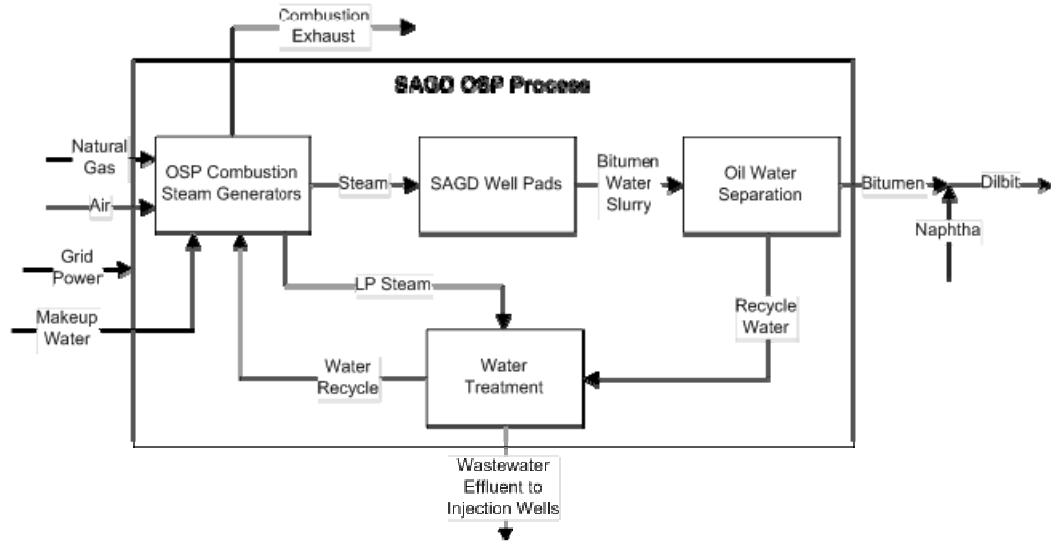 Combustion
Exhaust
SAGD OSP Process
Natural
Gas
OSP Combustion
Steam Generators
Steam
SAGD Well Pads
Bitumen
Water
Slurry
Oil Water
Separation
Bitumen
Dilbit
Air
Naphtha
Grid
Power
LP Steam
Makeup
Water
Recycle
Water
Water
Recycle
Water
Treatment
Wastewater
Effluent to
Injection Wells